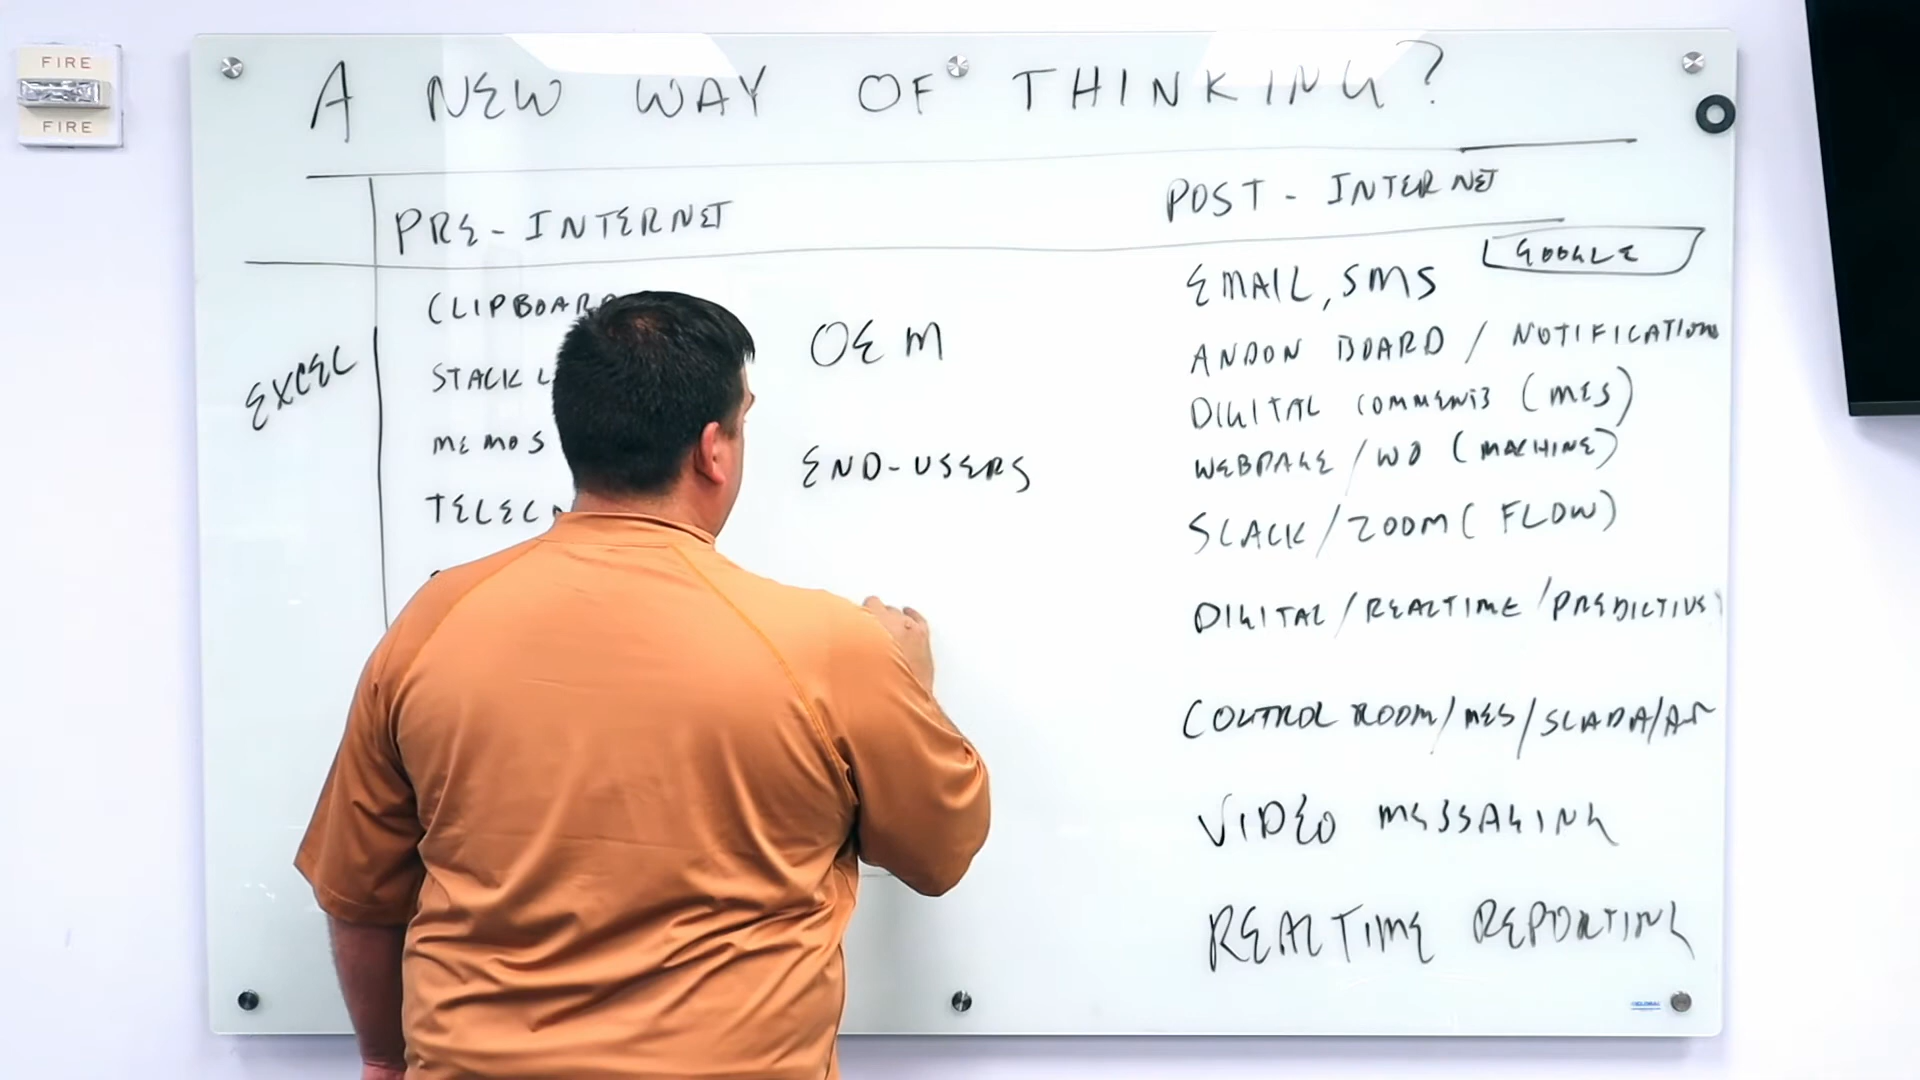 FIRE
FIRE
A NEW WAY OF THINKING?
PRE-INTERNET
POST-INTERNET
GOOGLE
EXCEL
CLIPBOAR
STACK L
MEMOS
TELEC
OEM
END-USERS
EMAIL, SMS
ANDON BOARD / NOTIFICATIONS
DIGITAL COMMENTS (MES)
WEBPAGE / WO (MACHINE)
SLACK / ZOOM (FLOW)
DIGITAL / REALTIME / PREDICTIVE
CONTROL ROOM / MES / SCADA /
VIDEO MESSAGING
REALTIME REPORTING